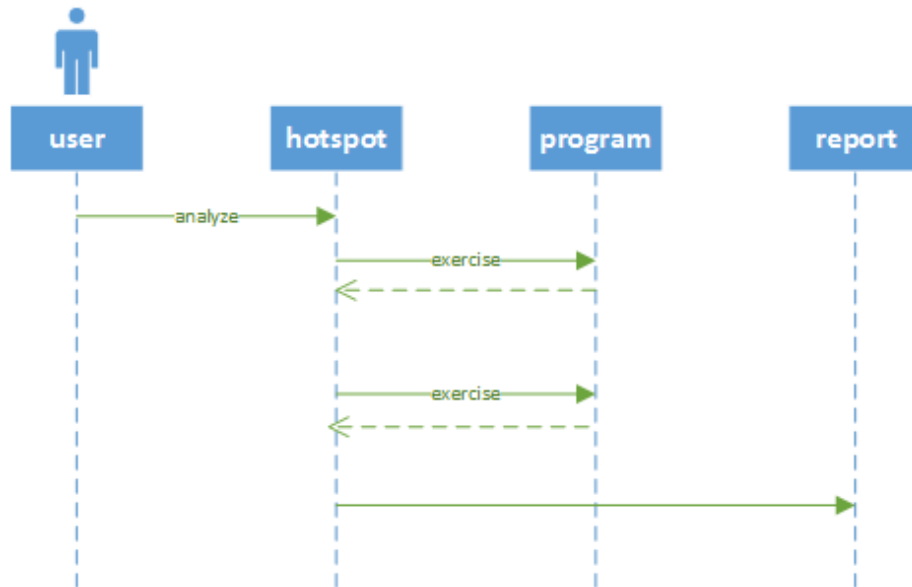 user
hotspot
program
report
analyze
exercise
exercise